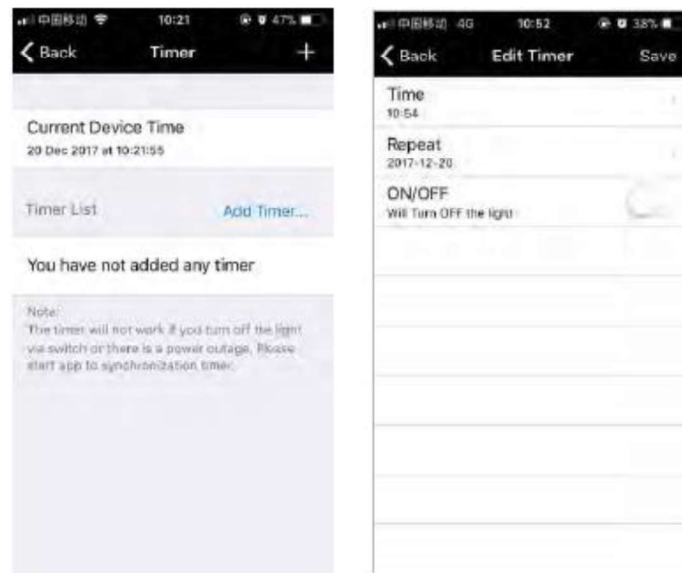 中国移动 10:21 47%
Back Timer +
Current Device Time
20 Dec 2017 at 10:21:55
Timer List Add Timer...
You have not added any timer
Note:
The timer will not work if you turn off the light
via switch or there is a power outage, Please
start app to synchronization timer.
中国移动 4G 10:52 38%
Back Edit Timer Save
Time
10:54
Repeat
2017-12-20
ON/OFF
Will Turn OFF the light